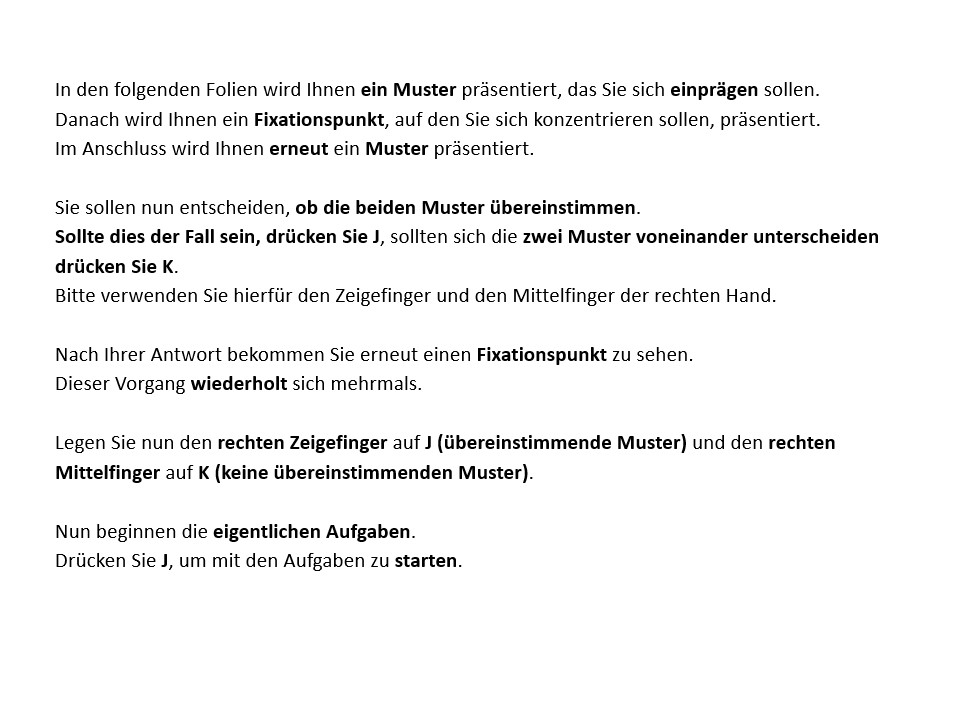 In den folgenden Folien wird Ihnen ein Muster präsentiert, das Sie sich einprägen sollen.
Danach wird Ihnen ein Fixationspunkt, auf den Sie sich konzentrieren sollen, präsentiert.
Im Anschluss wird Ihnen erneut ein Muster präsentiert.
Sie sollen nun entscheiden, ob die beiden Muster übereinstimmen.
Sollte dies der Fall sein, drücken Sie J, sollten sich die zwei Muster voneinander unterscheiden
drücken Sie K.
Bitte verwenden Sie hierfür den Zeigefinger und den Mittelfinger der rechten Hand.
Nach Ihrer Antwort bekommen Sie erneut einen Fixationspunkt zu sehen.
Dieser Vorgang wiederholt sich mehrmals.
Legen Sie nun den rechten Zeigefinger auf J (übereinstimmende Muster) und den rechten
Mittelfinger auf K (keine übereinstimmenden Muster).
Nun beginnen die eigentlichen Aufgaben.
Drücken Sie J, um mit den Aufgaben zu starten.